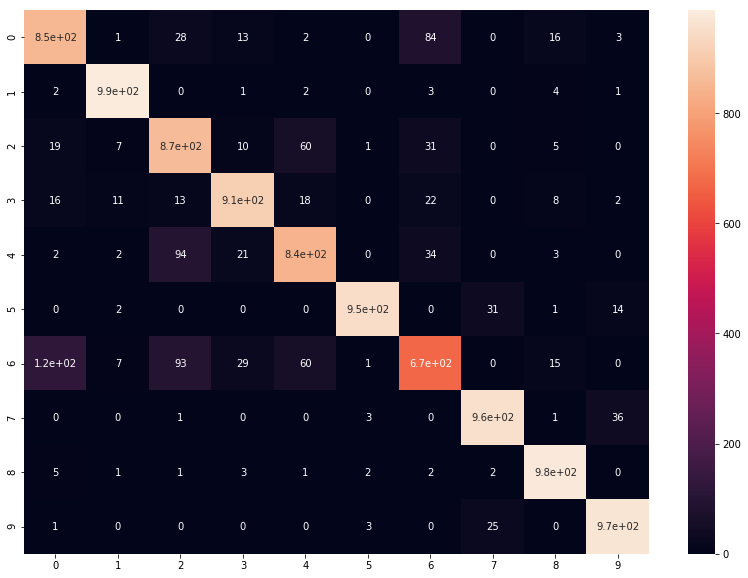 0 8.5e+02 1 28 13 2 0 84 0 16 3
1 2 9.9e+02 0 1 2 0 3 0 4 1
2 19 7 8.7e+02 10 60 1 31 0 5 0
3 16 11 13 9.1e+02 18 0 22 0 8 2
4 2 2 94 21 8.4e+02 0 34 0 3 0
5 0 2 0 0 0 9.5e+02 0 31 1 14
6 1.2e+02 7 93 29 60 1 6.7e+02 0 15 0
7 0 0 1 0 0 3 0 9.6e+02 1 36
8 5 1 1 3 1 2 2 2 9.8e+02 0
9 1 0 0 0 0 3 0 25 0 9.7e+02
0 1 2 3 4 5 6 7 8 9
800
600
400
200
0